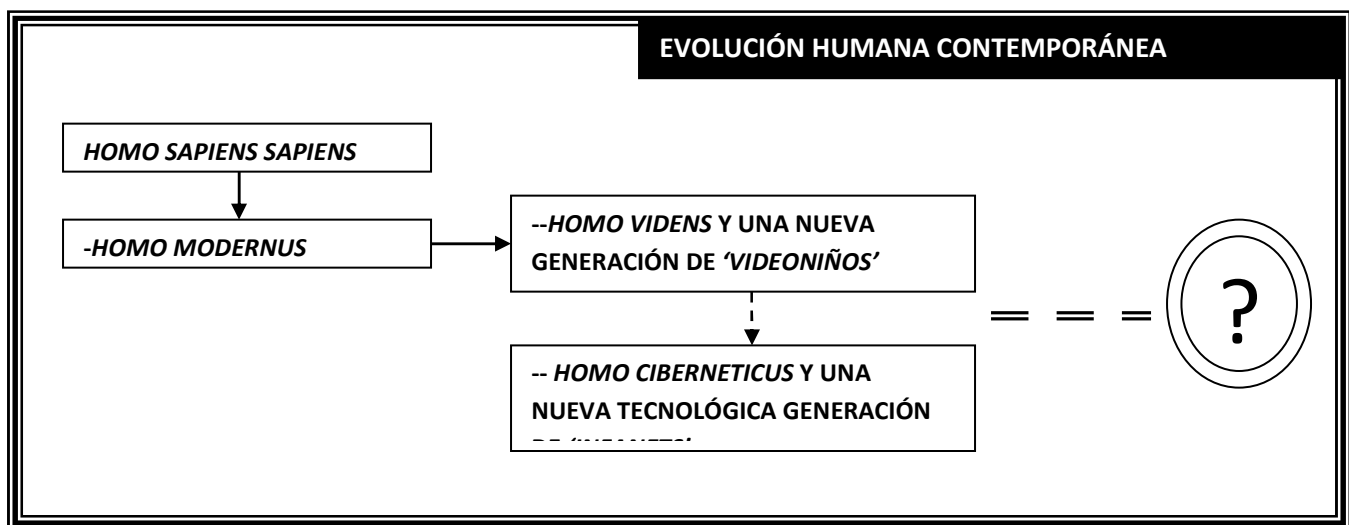 EVOLUCIÓN HUMANA CONTEMPORÁNEA
HOMO SAPIENS SAPIENS
-HOMO MODERNUS
--HOMO VIDENS Y UNA NUEVA
GENERACIÓN DE ‘VIDEONIÑOS’
?
-- HOMO CIBERNETICUS Y UNA
NUEVA TECNOLÓGICA GENERACIÓN